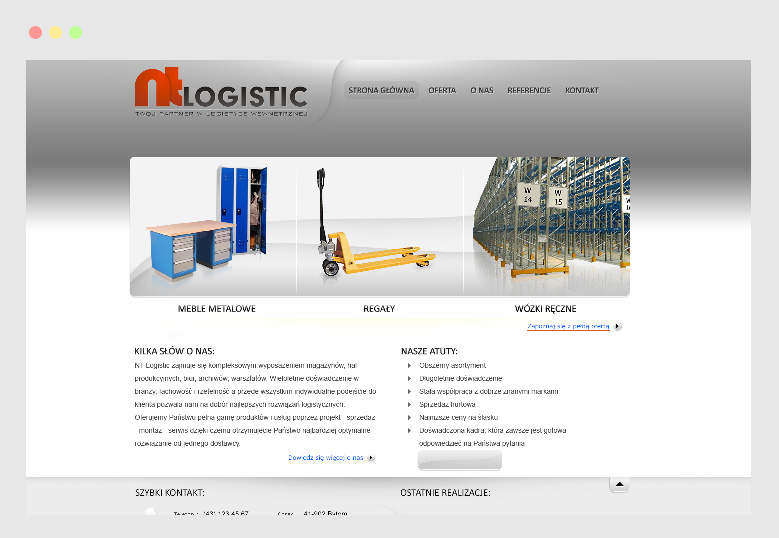 nt LOGISTIC
TWOJ PARTNER W LOGISTYCE WEWNETRZNEJ
STRONA GŁÓWNA OFERTA O NAS REFERENCJE KONTAKT
W 14
W 15
MEBLE METALOWE REGAŁY WÓZKI RĘCZNE
Zapoznaj się z pełną ofertą
KILKA SŁÓW O NAS:
NT Logistic zajmuje się kompleksowym wyposażeniem magazynów, hal
produkcyjnych, biur, archiwów, warsztatów. Wieloletnie doświadczenie w
branży, fachowość i rzetelność a przede wszystkim indywidualne podejście do
klienta pozwala nam na dobór najlepszych rozwiązań logistycznych.
Oferujemy Państwu pełną gamę produktów i usług poprzez projekt - sprzedaż
- montaż - serwis dzięki czemu otrzymujecie Państwo najbardziej optymalne
rozwiązanie od jednego dostawcy.
Dowiedz się więcej o nas
NASZE ATUTY:
Obszerny asortyment
Długoletnie doświadczenie
Stała współpraca z dobrze znanymi markami
Sprzedaż hurtowa
Najniższe ceny na śląsku
Doświadczona kadra, która zawsze jest gotowa
odpowiedzieć na Państwa pytania
SZYBKI KONTAKT:
(43) 123 45 67
41-902 Bytom
OSTATNIE REALIZACJE: